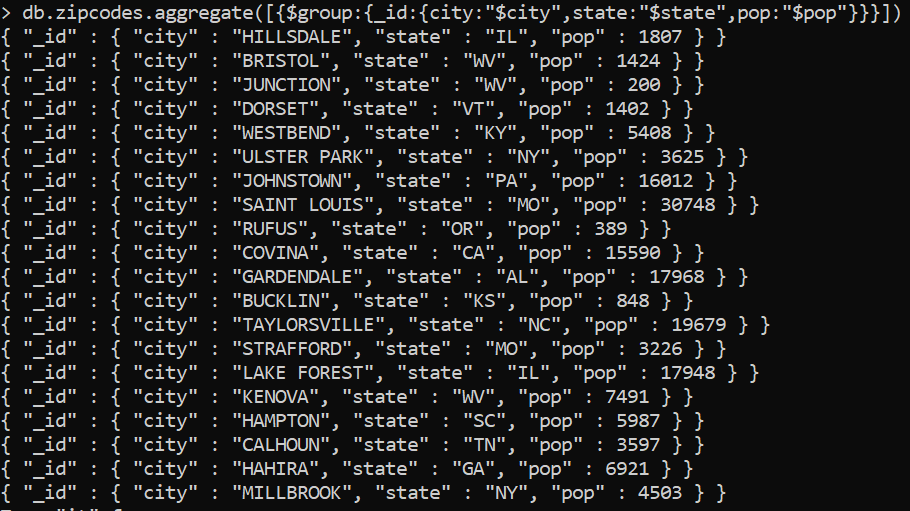 > db.zipcodes.aggregate([{$group:{_id:{city:"$city",state:"$state",pop:"$pop"}}}])
{ "_id" : { "city" : "HILLSDALE", "state" : "IL", "pop" : 1807 } }
{ "_id" : { "city" : "BRISTOL", "state" : "WV", "pop" : 1424 } }
{ "_id" : { "city" : "JUNCTION", "state" : "WV", "pop" : 200 } }
{ "_id" : { "city" : "DORSET", "state" : "VT", "pop" : 1402 } }
{ "_id" : { "city" : "WESTBEND", "state" : "KY", "pop" : 5408 } }
{ "_id" : { "city" : "ULSTER PARK", "state" : "NY", "pop" : 3625 } }
{ "_id" : { "city" : "JOHNSTOWN", "state" : "PA", "pop" : 16012 } }
{ "_id" : { "city" : "SAINT LOUIS", "state" : "MO", "pop" : 30748 } }
{ "_id" : { "city" : "RUFUS", "state" : "OR", "pop" : 389 } }
{ "_id" : { "city" : "COVINA", "state" : "CA", "pop" : 15590 } }
{ "_id" : { "city" : "GARDENDALE", "state" : "AL", "pop" : 17968 } }
{ "_id" : { "city" : "BUCKLIN", "state" : "KS", "pop" : 848 } }
{ "_id" : { "city" : "TAYLORSVILLE", "state" : "NC", "pop" : 19679 } }
{ "_id" : { "city" : "STRAFFORD", "state" : "MO", "pop" : 3226 } }
{ "_id" : { "city" : "LAKE FOREST", "state" : "IL", "pop" : 17948 } }
{ "_id" : { "city" : "KENOVA", "state" : "WV", "pop" : 7491 } }
{ "_id" : { "city" : "HAMPTON", "state" : "SC", "pop" : 5987 } }
{ "_id" : { "city" : "CALHOUN", "state" : "TN", "pop" : 3597 } }
{ "_id" : { "city" : "HAHIRA", "state" : "GA", "pop" : 6921 } }
{ "_id" : { "city" : "MILLBROOK", "state" : "NY", "pop" : 4503 } }